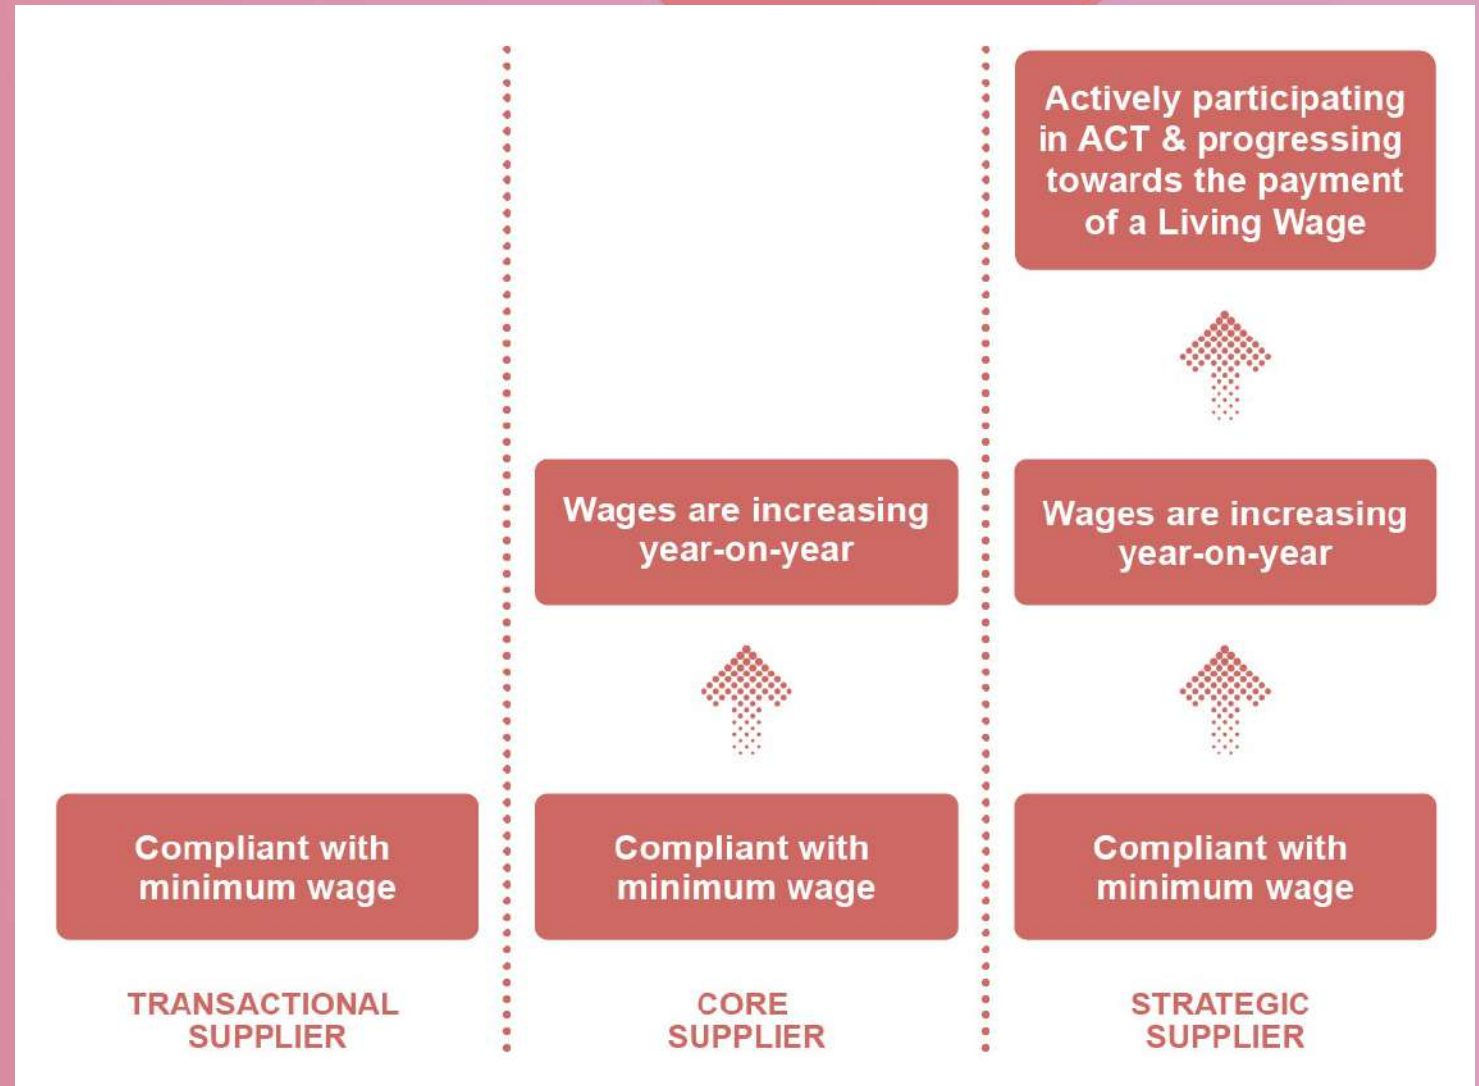 Actively participating
in ACT & progressing
towards the payment
of a Living Wage
Wages are increasing
year-on-year
Wages are increasing
year-on-year
Compliant with
minimum wage
Compliant with
minimum wage
Compliant with
minimum wage
TRANSACTIONAL
SUPPLIER
CORE
SUPPLIER
STRATEGIC
SUPPLIER